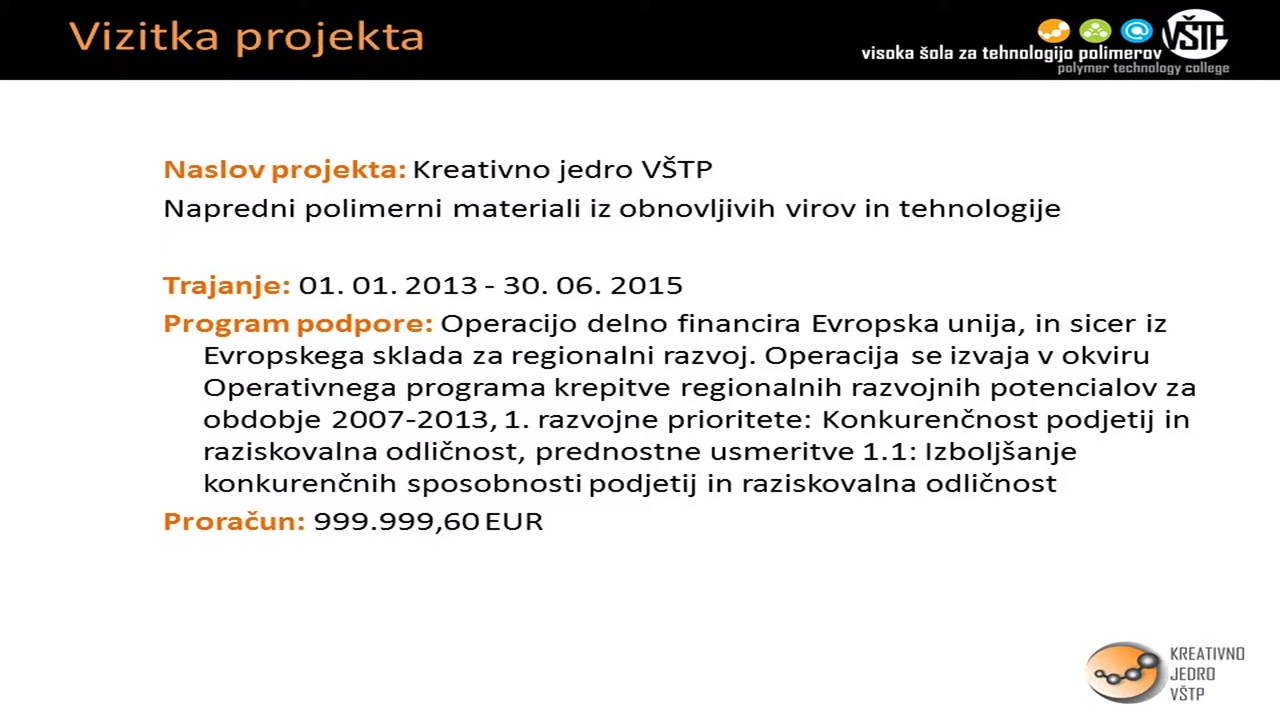 Vizitka projekta
VŠTP
visoka šola za tehnologijo polimerov
polymer technology college
Naslov projekta: Kreativno jedro VŠTP
Napredni polimerni materiali iz obnovljivih virov in tehnologije
Trajanje: 01. 01. 2013 - 30. 06. 2015
Program podpore: Operacijo delno financira Evropska unija, in sicer iz
Evropskega sklada za regionalni razvoj. Operacija se izvaja v okviru
Operativnega programa krepitve regionalnih razvojnih potencialov za
obdobje 2007-2013, 1. razvojne prioritete: Konkurenčnost podjetij in
raziskovalna odličnost, prednostne usmeritve 1.1: Izboljšanje
konkurenčnih sposobnosti podjetij in raziskovalna odličnost
Proračun: 999.999,60 EUR
KREATIVNO
JEDRO
VŠTP